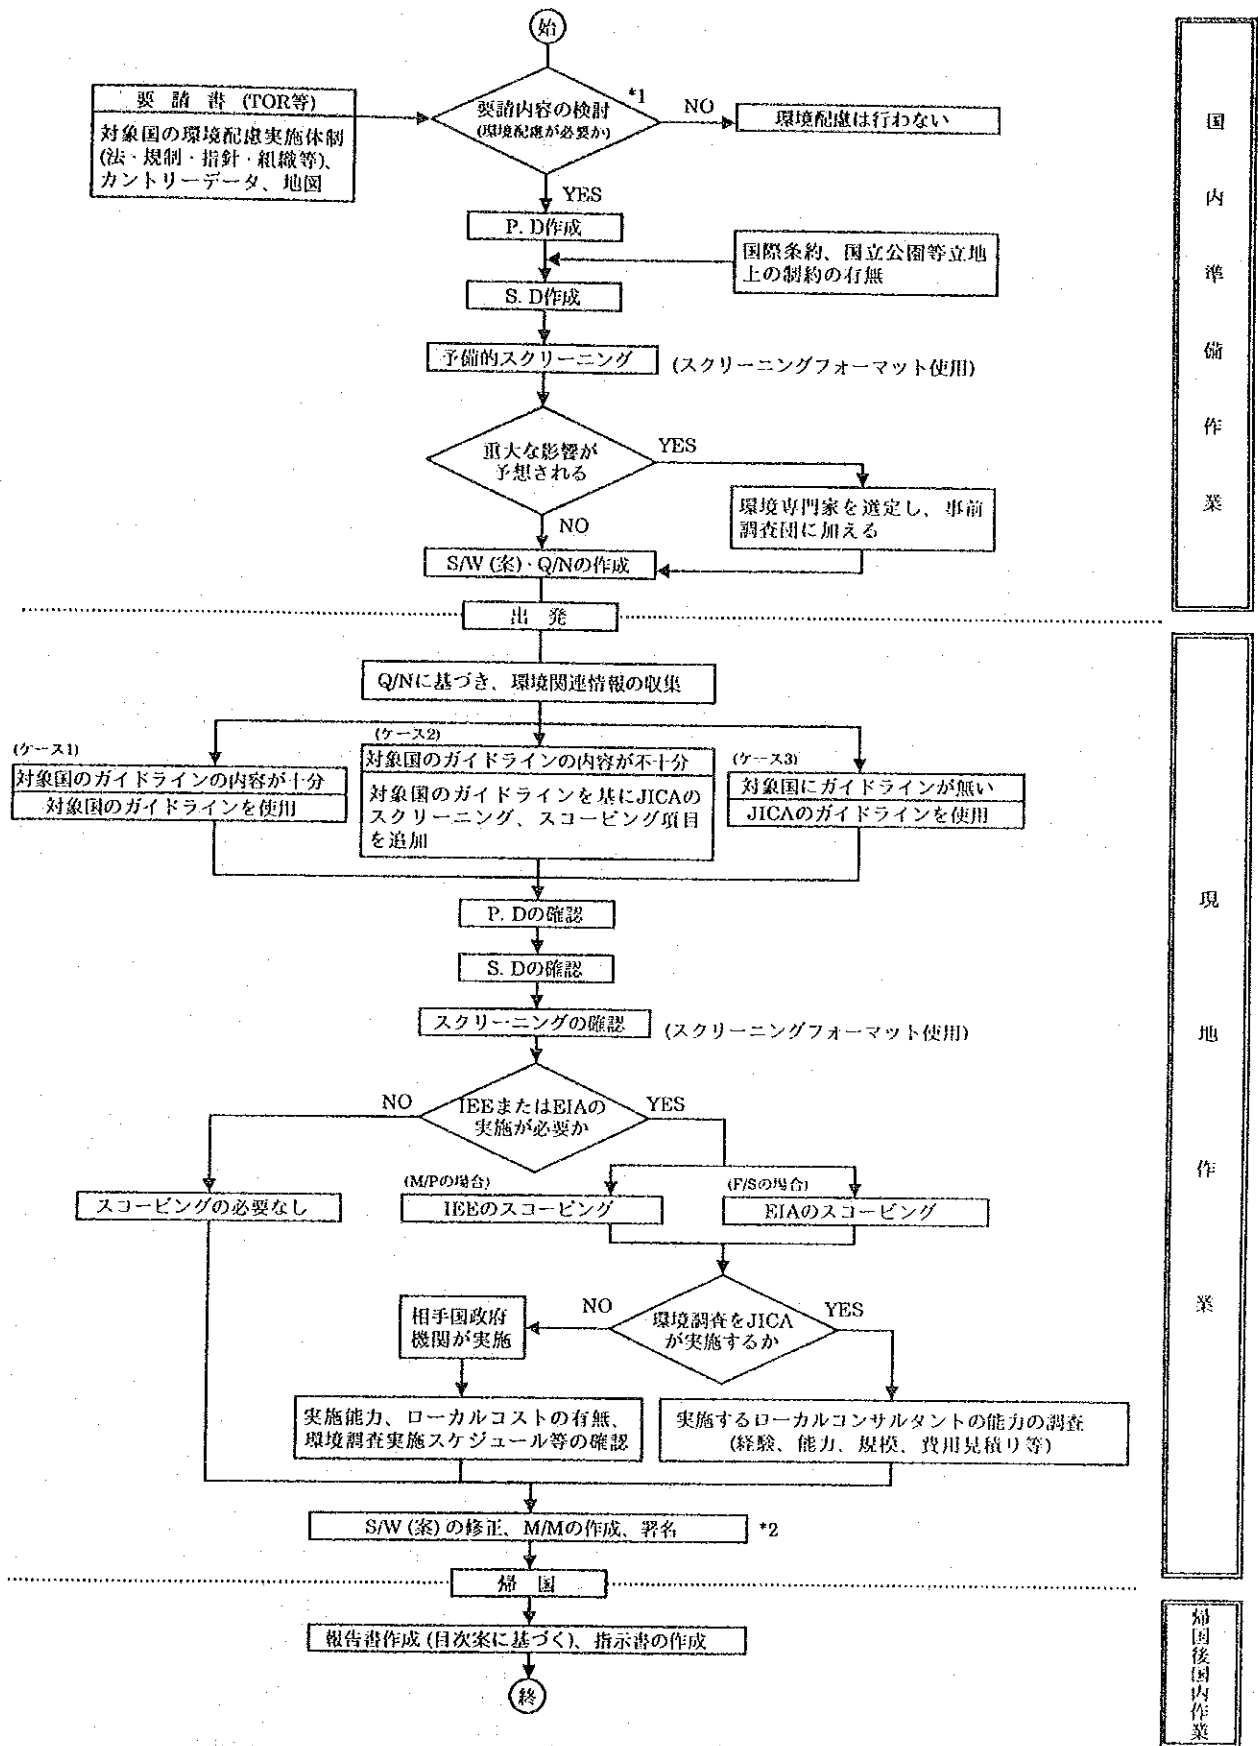 始
要請書 (TOR等)
対象国の環境配慮実施体制
(法・規制・指針・組織等)、
カントリーデータ、地図
要請内容の検討
(環境配慮が必要か)
*1
NO
環境配慮は行わない
YES
P. D作成
国際条約、国立公園等立地
上の制約の有無
S. D作成
予備的スクリーニング
(スクリーニングフォーマット使用)
重大な影響が
予想される
YES
環境専門家を選定し、事前
調査団に加える
NO
S/W (案)・Q/Nの作成
国内準備作業
出発
Q/Nに基づき、環境関連情報の収集
(ケース1)
対象国のガイドラインの内容が十分
対象国のガイドラインを使用
(ケース2)
対象国のガイドラインの内容が不十分
対象国のガイドラインを基にJICAの
スクリーニング、スコーピング項目
を追加
(ケース3)
対象国にガイドラインが無い
JICAのガイドラインを使用
P. Dの確認
S. Dの確認
スクリーニングの確認
(スクリーニングフォーマット使用)
IEEまたはEIAの
実施が必要か
NO
YES
スコーピングの必要なし
(M/Pの場合)
IEEのスコーピング
(F/Sの場合)
EIAのスコーピング
環境調査をJICA
が実施するか
NO
YES
相手国政府
機関が実施
実施能力、ローカルコストの有無、
環境調査実施スケジュール等の確認
実施するローカルコンサルタントの能力の調査
(経験、能力、規模、費用見積り等)
S/W (案) の修正、M/Mの作成、署名
*2
現地作業
帰国
報告書作成 (目次案に基づく)、指示書の作成
終
帰国後国内作業